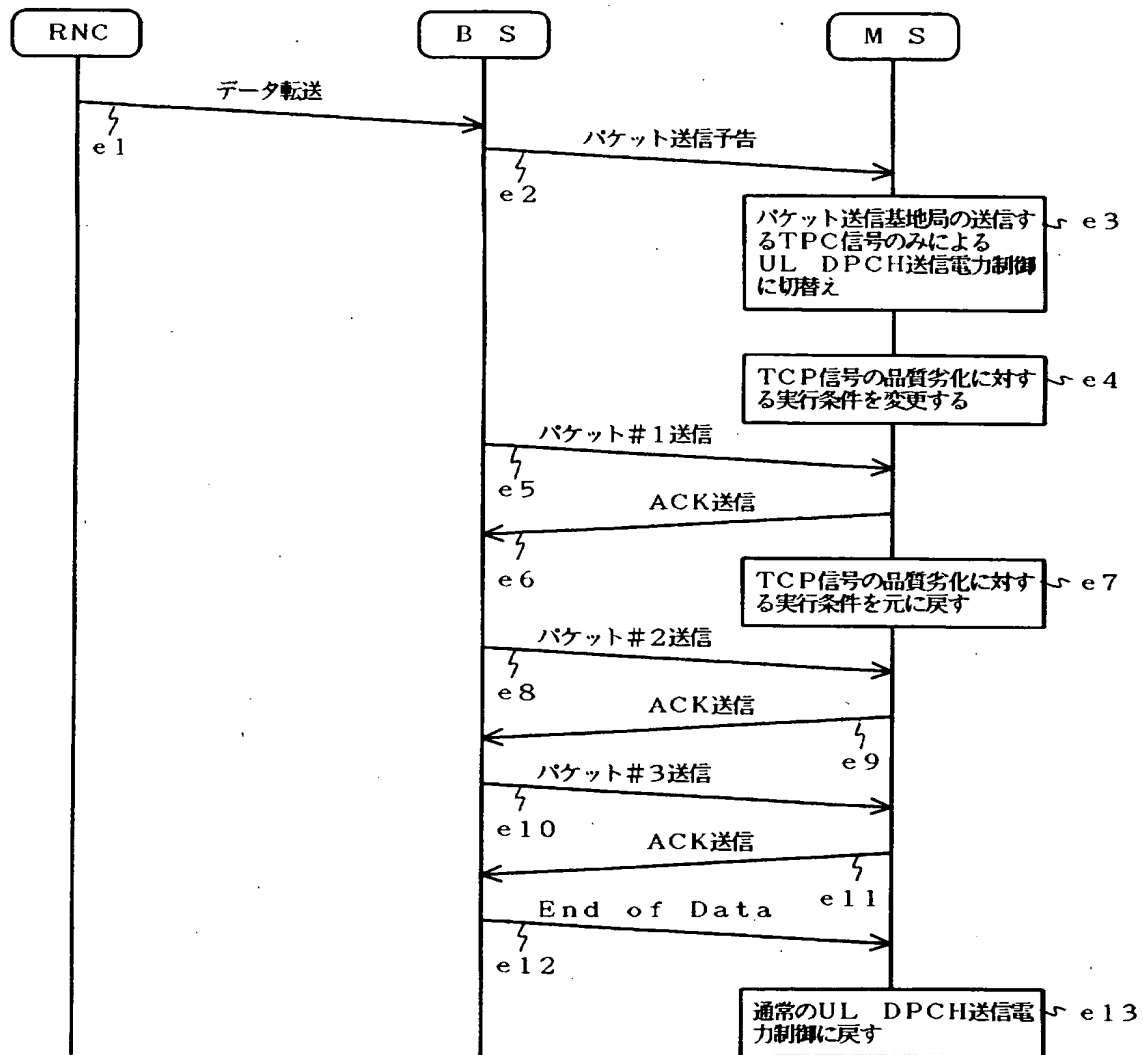 RNC
B S
M S
データ転送
e1
パケット送信予告
e2
パケット送信基地局の送信す
るTPC信号のみによる
UL DPCH送信電力制御
に切替え
e3
TCP信号の品質劣化に対す
る実行条件を変更する
e4
パケット#1送信
e5
ACK送信
e6
TCP信号の品質劣化に対す
る実行条件を元に戻す
e7
パケット#2送信
e8
ACK送信
e9
パケット#3送信
e10
ACK送信
e11
End of Data
e12
通常のUL DPCH送信電
力制御に戻す
e13